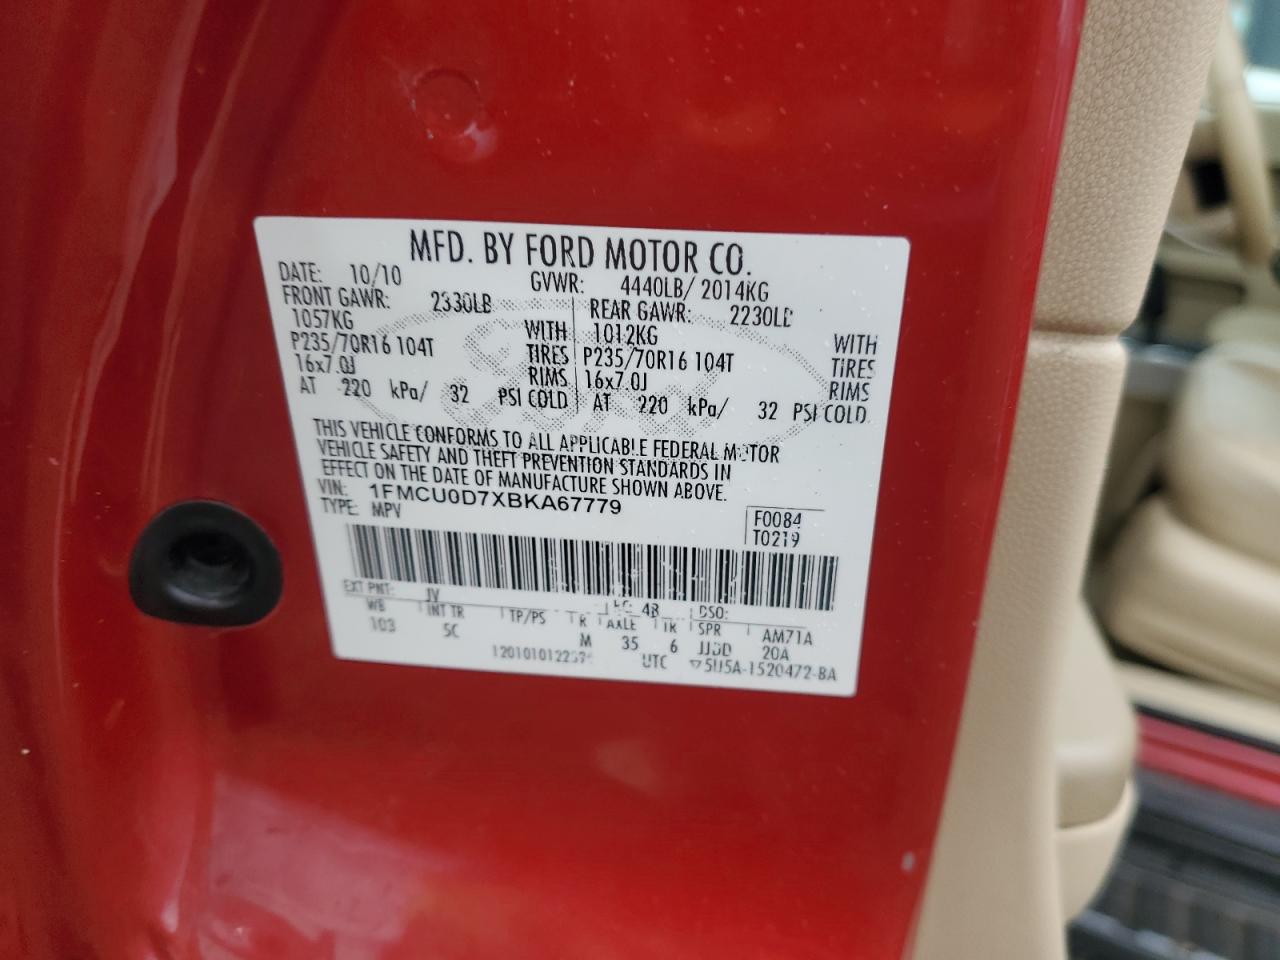 MFD. BY FORD MOTOR CO.
DATE: 10/10 GVWR: 4440LB/ 2014KG
FRONT GAWR: 2330LB REAR GAWR: 2230LB
1057KG WITH 1012KG WITH
P235/70R16 104T TIRES P235/70R16 104T TIRES
16x7.0J RIMS 16x7.0J RIMS
AT 220 kPa/ 32 PSI COLD AT 220 kPa/ 32 PSI COLD
THIS VEHICLE CONFORMS TO ALL APPLICABLE FEDERAL MOTOR
VEHICLE SAFETY AND THEFT PREVENTION STANDARDS IN
EFFECT ON THE DATE OF MANUFACTURE SHOWN ABOVE.
VIN: 1FMCU0D7XBKA67779
TYPE: MPV
F0084
T0219
EXT PNT: JV RC: 48 DSO:
WB INT TR TP/PS R AXLE TR SPR AM71A
103 5C M 35 6 JJDD 20A
UTC 5U5A-1520472-BA